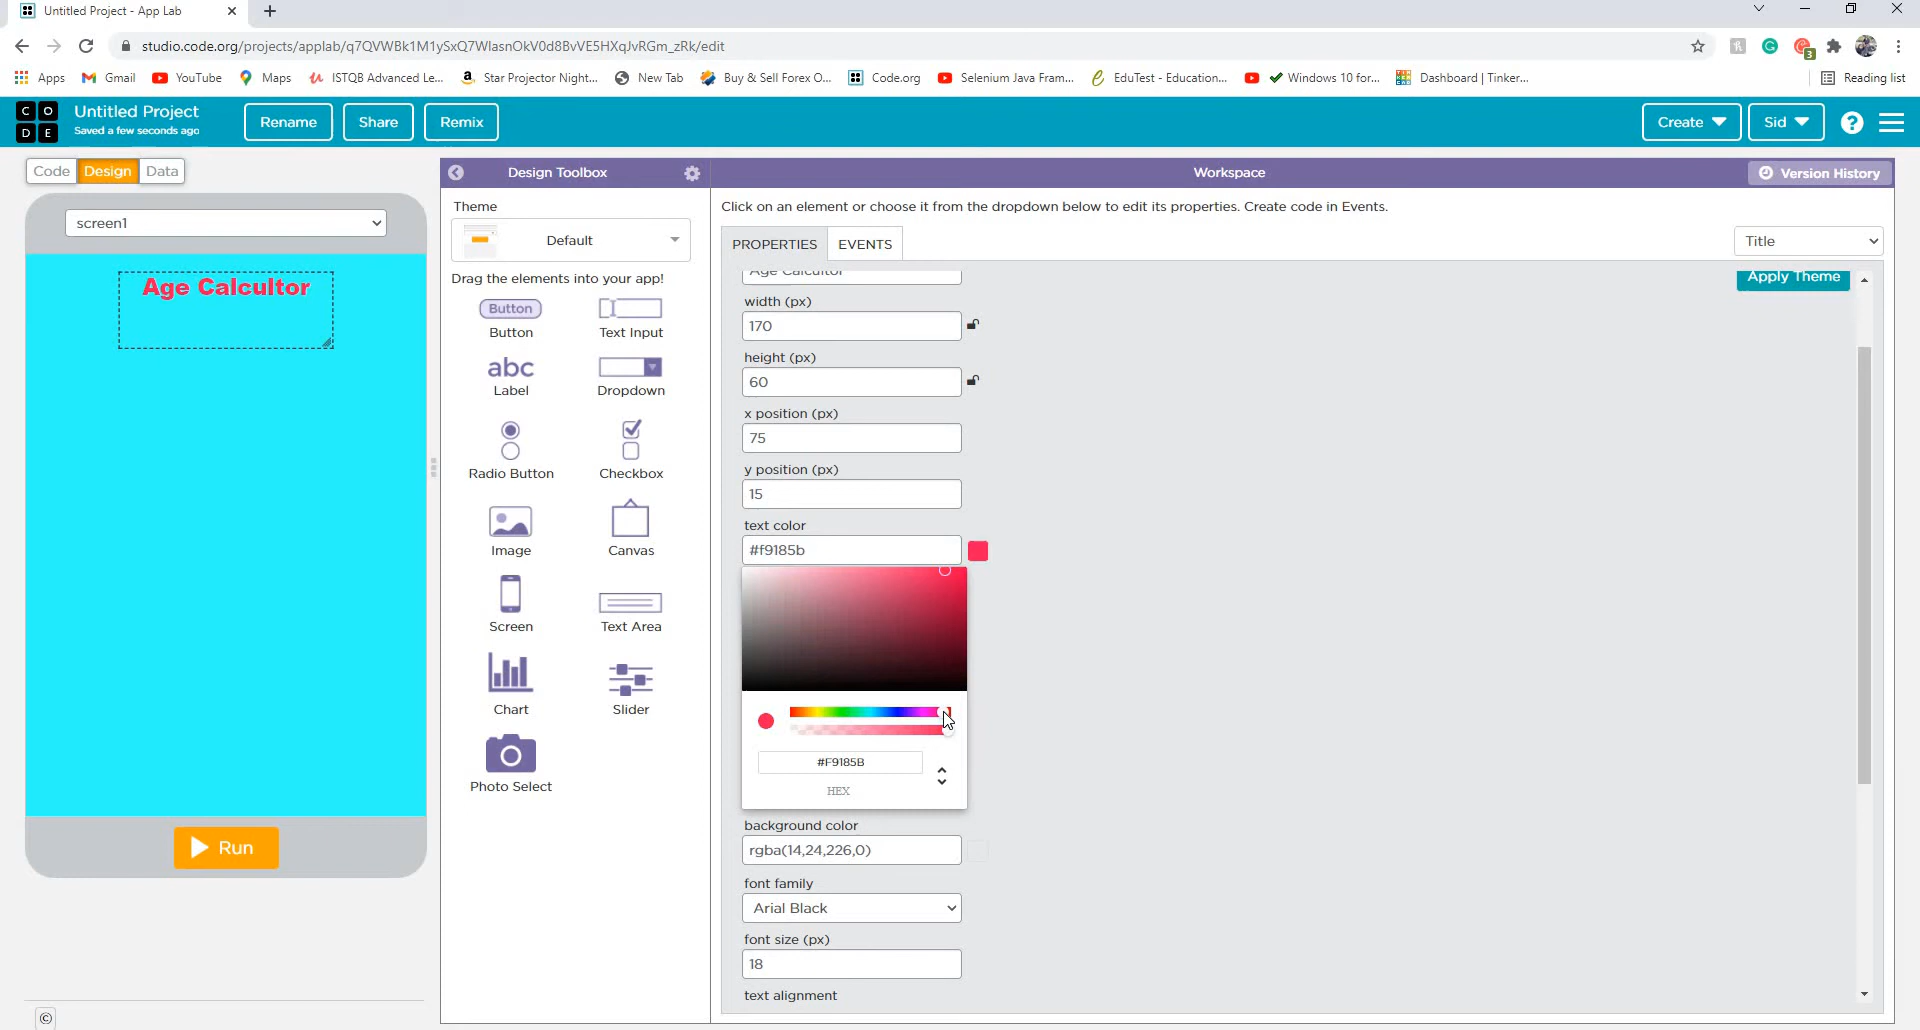 Untitled Project - App Lab
studio.code.org/projects/applab/q7QVWBk1M1ySxQ7WlasnOkV0d8BvVE5HXqJvRGm_zRk/edit
3
Apps
Gmail
YouTube
Maps
ISTQB Advanced Le...
Star Projector Night...
New Tab
Buy & Sell Forex O...
Code.org
Selenium Java Fram...
EduTest - Education...
Windows 10 for...
Dashboard | Tinker...
Reading list
C O
D E
Untitled Project
Saved a few seconds ago
Rename
Share
Remix
Create
Sid
?
Code
Design
Data
Design Toolbox
Workspace
Version History
screen1
Age Calcultor
Run
©
Theme
Default
Drag the elements into your app!
Button
Button
Text Input
abc
Label
Dropdown
Radio Button
Checkbox
Image
Canvas
Screen
Text Area
Chart
Slider
Photo Select
Click on an element or choose it from the dropdown below to edit its properties. Create code in Events.
PROPERTIES
EVENTS
Title
Age Calcultor
Apply Theme
width (px)
170
height (px)
60
x position (px)
75
y position (px)
15
text color
#f9185b
#F9185B
HEX
background color
rgba(14,24,226,0)
font family
Arial Black
font size (px)
18
text alignment